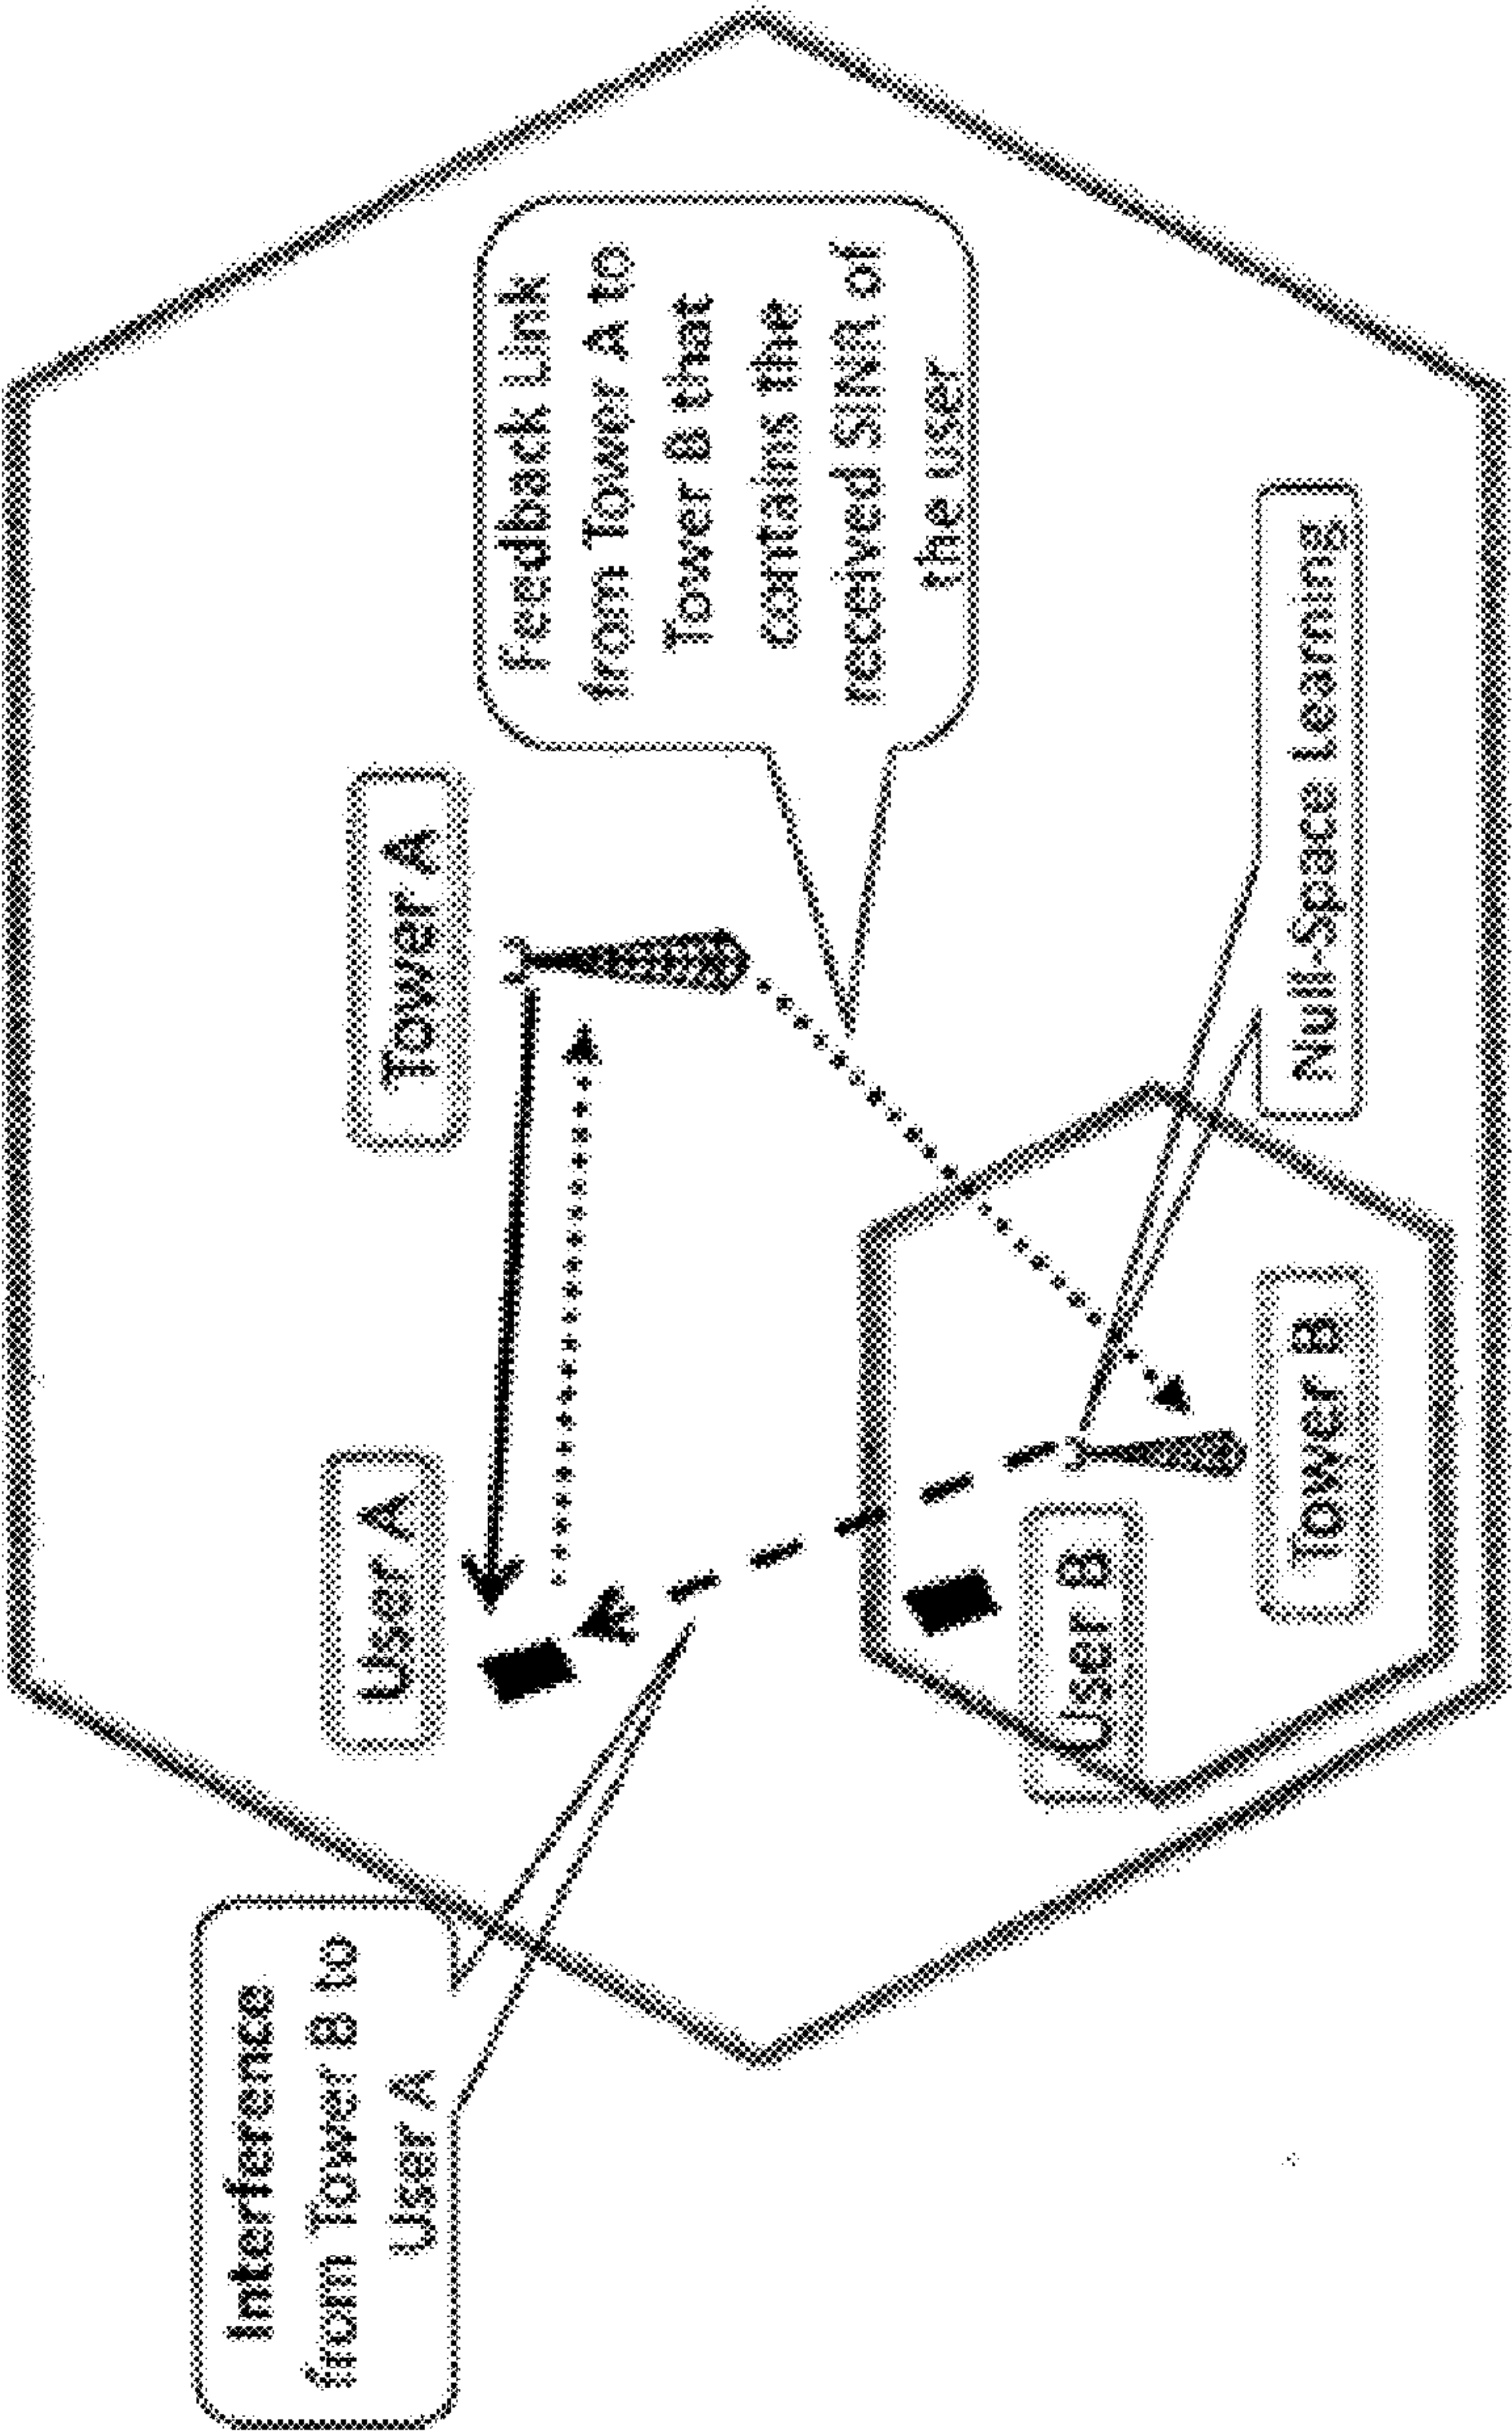 Interference
from Tower B to
User A
User A
Tower A
Feedback Link
from Tower A to
Tower B that
contains the
received SINR of
the user
User B
Tower B
Null-Space Learning